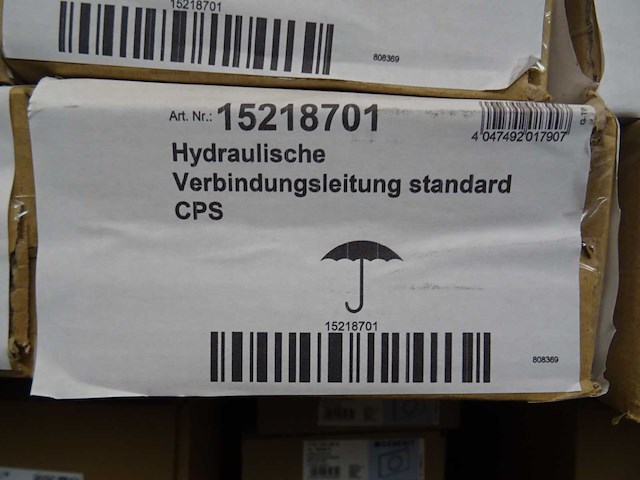 15218701
808369
Art. Nr.: 15218701
4 047492 017907
Hydraulische
Verbindungsleitung standard
CPS
15218701
808369